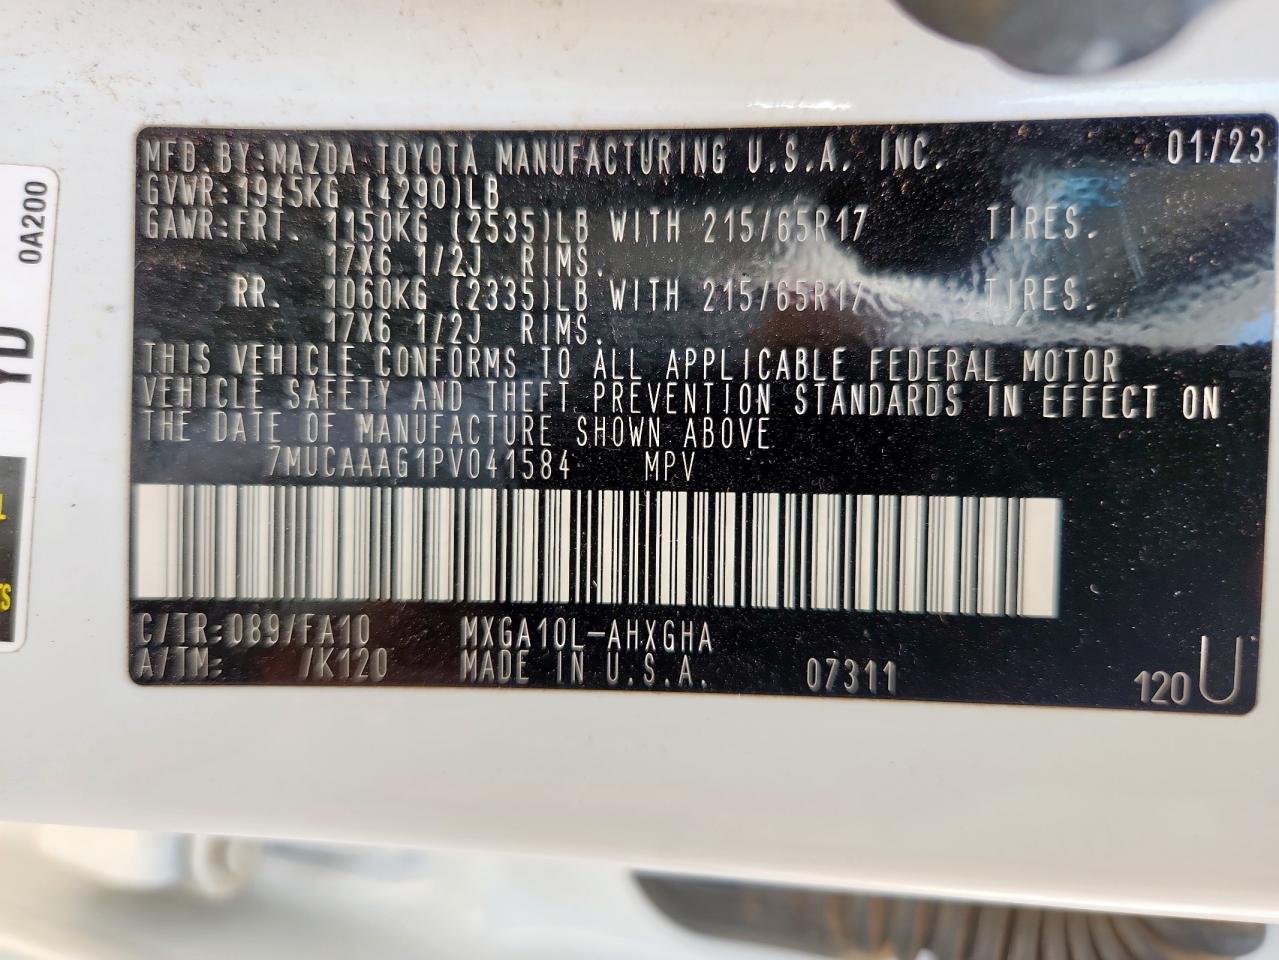 MFD.BY:MAZDA TOYOTA MANUFACTURING U.S.A. INC. 01/23
GVWR:1945KG (4290)LB
GAWR:FRT. 1150KG (2535)LB WITH 215/65R17 TIRES.
17X6 1/2J RIMS.
RR. 1060KG (2335)LB WITH 215/65R17 TIRES.
17X6 1/2J RIMS.
THIS VEHICLE CONFORMS TO ALL APPLICABLE FEDERAL MOTOR
VEHICLE SAFETY AND THEFT PREVENTION STANDARDS IN EFFECT ON
THE DATE OF MANUFACTURE SHOWN ABOVE
7MUCAAAG1PV041584 MPV
C/TR:089/FA10 MXGA10L-AHXGHA
A/TM: /K120 MADE IN U.S.A. 07311 120U
0A200
YD